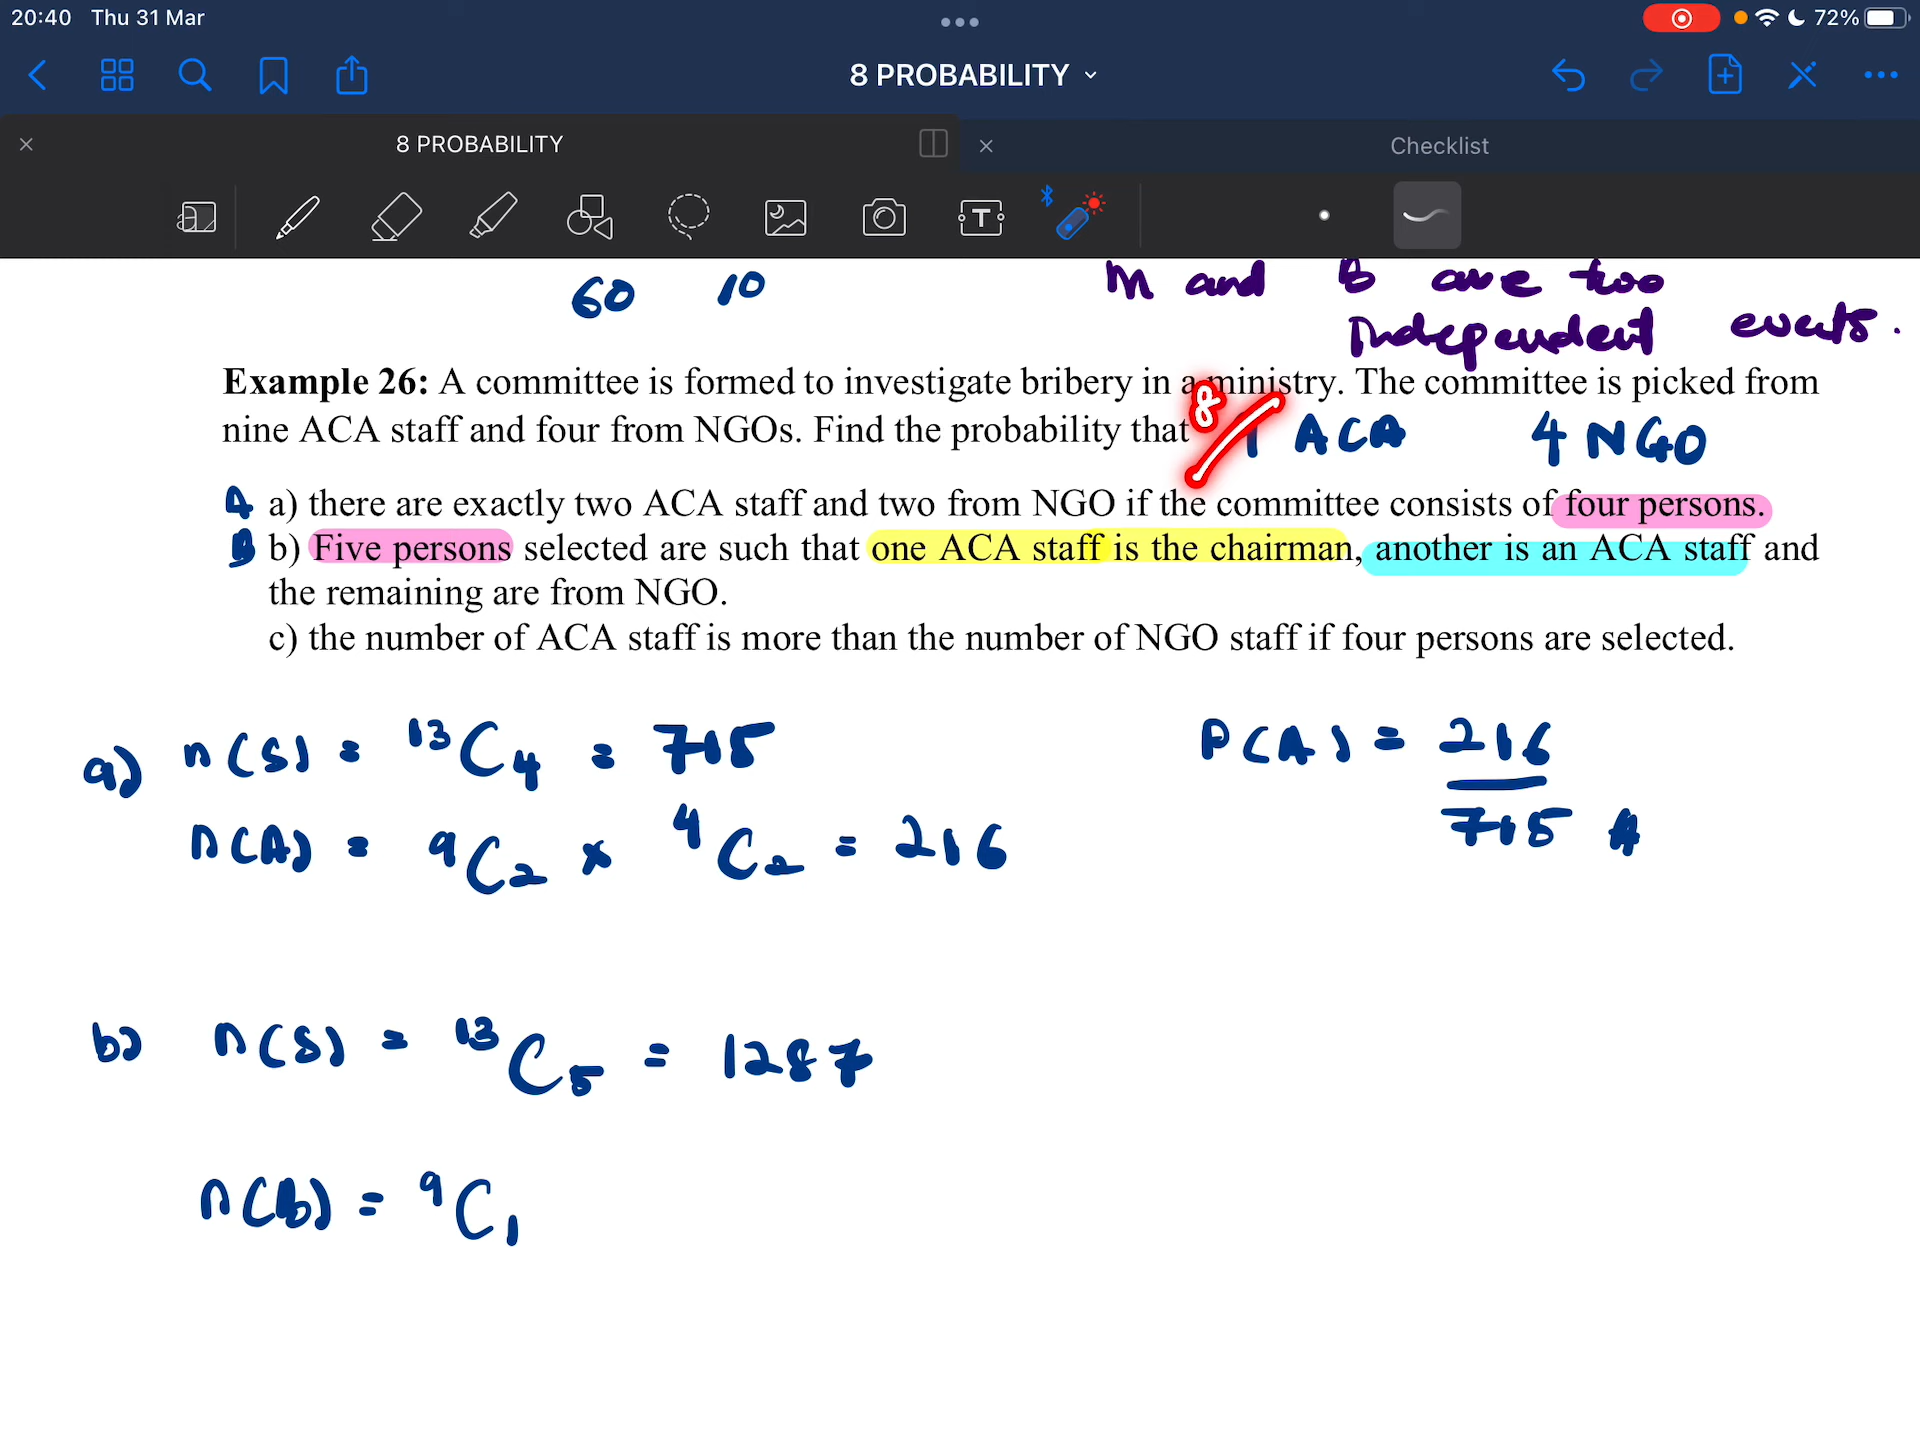 20:40 Thu 31 Mar
72%
8 PROBABILITY
8 PROBABILITY
Checklist
60 10
M and B are two
Independent events.
Example 26: A committee is formed to investigate bribery in a ministry. The committee is picked from
nine ACA staff and four from NGOs. Find the probability that
8 9 ACA 4 NGO
A a) there are exactly two ACA staff and two from NGO if the committee consists of four persons.
B b) Five persons selected are such that one ACA staff is the chairman, another is an ACA staff and
the remaining are from NGO.
c) the number of ACA staff is more than the number of NGO staff if four persons are selected.
a) n(S) = ¹³C₄ = 715
P(A) = 216
715
n(A) = ⁹C₂ × ⁴C₂ = 216
b) n(S) = ¹³C₅ = 1287
n(b) = ⁹C₁